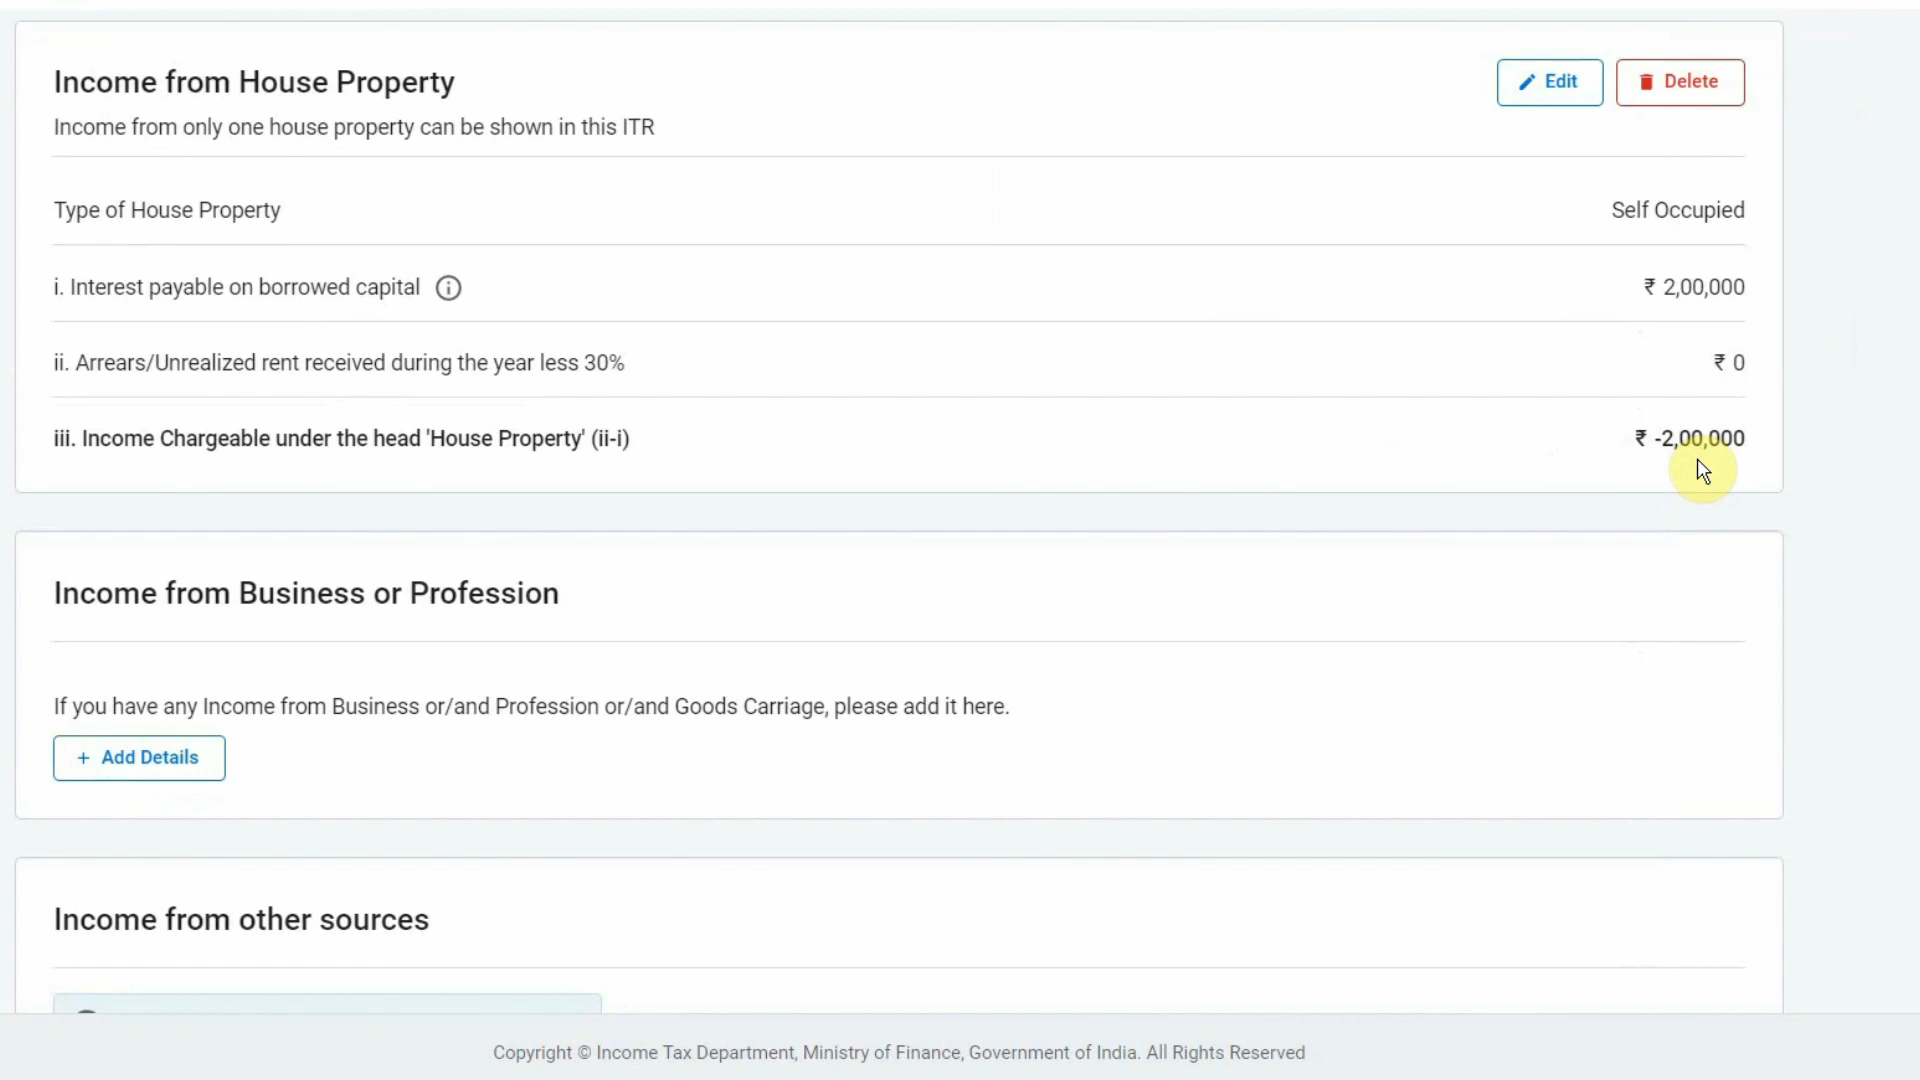 Income from House Property
Edit
Delete
Income from only one house property can be shown in this ITR
Type of House Property
Self Occupied
i. Interest payable on borrowed capital
₹ 2,00,000
ii. Arrears/Unrealized rent received during the year less 30%
₹ 0
iii. Income Chargeable under the head 'House Property' (ii-i)
₹ -2,00,000
Income from Business or Profession
If you have any Income from Business or/and Profession or/and Goods Carriage, please add it here.
+ Add Details
Income from other sources
Copyright © Income Tax Department, Ministry of Finance, Government of India. All Rights Reserved